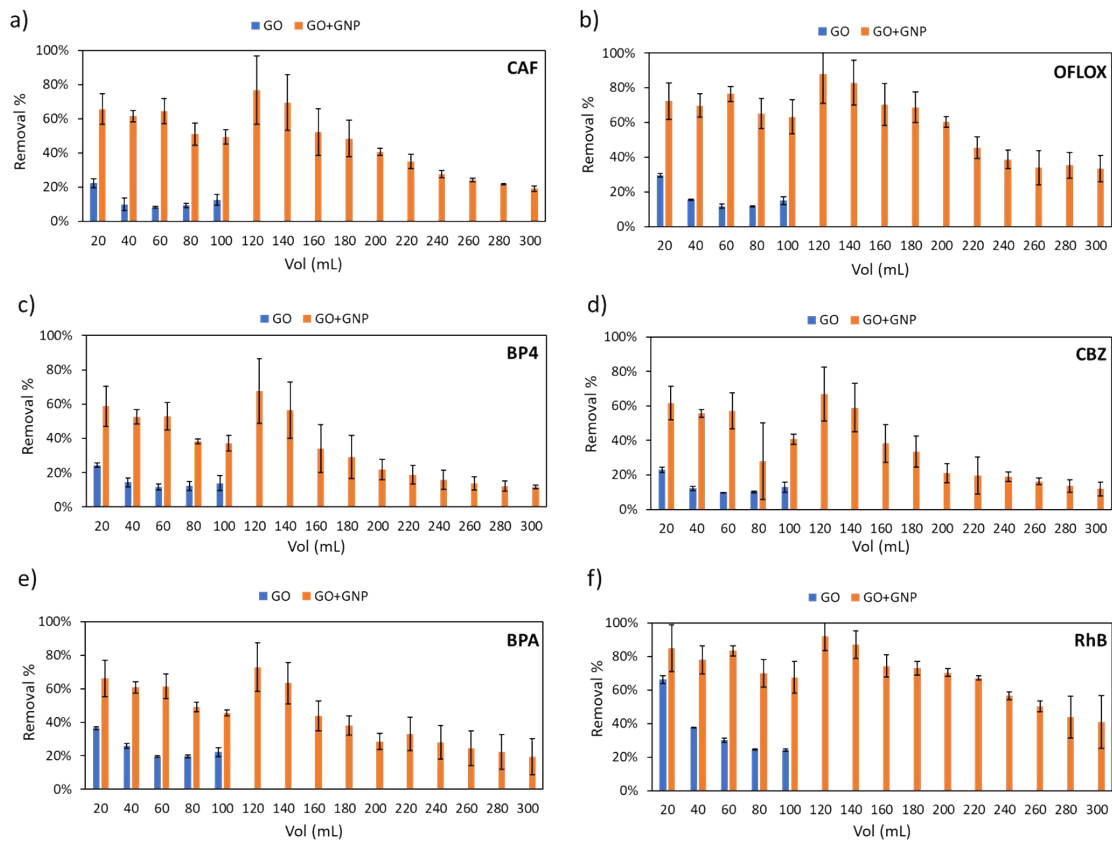 a)
GO GO+GNP
CAF
Removal %
100%
80%
60%
40%
20%
0%
20 40 60 80 100 120 140 160 180 200 220 240 260 280 300
Vol (mL)
b)
GO GO+GNP
OFLOX
Removal %
100%
80%
60%
40%
20%
0%
20 40 60 80 100 120 140 160 180 200 220 240 260 280 300
Vol (mL)
c)
GO GO+GNP
BP4
Removal %
100%
80%
60%
40%
20%
0%
20 40 60 80 100 120 140 160 180 200 220 240 260 280 300
Vol (mL)
d)
GO GO+GNP
CBZ
Removal %
100%
80%
60%
40%
20%
0%
20 40 60 80 100 120 140 160 180 200 220 240 260 280 300
Vol (mL)
e)
GO GO+GNP
BPA
Removal %
100%
80%
60%
40%
20%
0%
20 40 60 80 100 120 140 160 180 200 220 240 260 280 300
Vol (mL)
f)
GO GO+GNP
RhB
Removal %
100%
80%
60%
40%
20%
0%
20 40 60 80 100 120 140 160 180 200 220 240 260 280 300
Vol (mL)